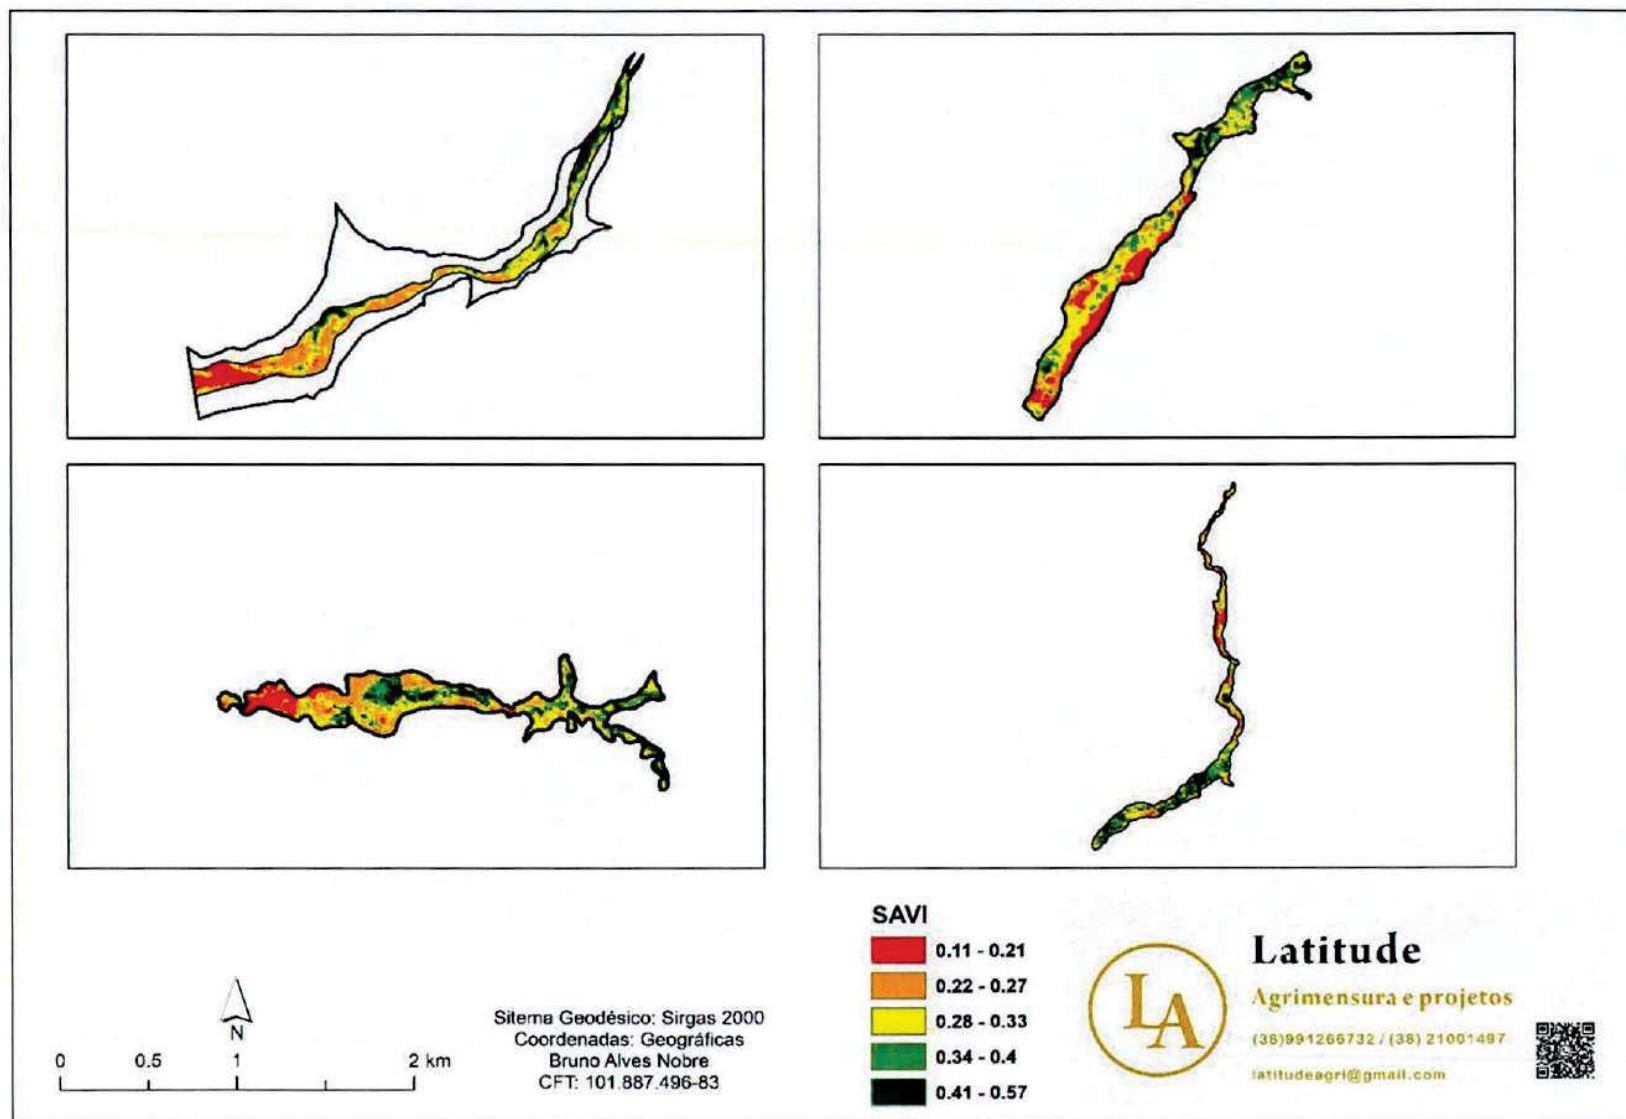 N
0 0.5 1 2 km
Sitema Geodésico: Sirgas 2000
Coordenadas: Geográficas
Bruno Alves Nobre
CFT: 101.887.496-83
SAVI
0.11 - 0.21
0.22 - 0.27
0.28 - 0.33
0.34 - 0.4
0.41 - 0.57
LA
Latitude
Agrimensura e projetos
(38)991266732 / (38) 21001497
latitudeagri@gmail.com